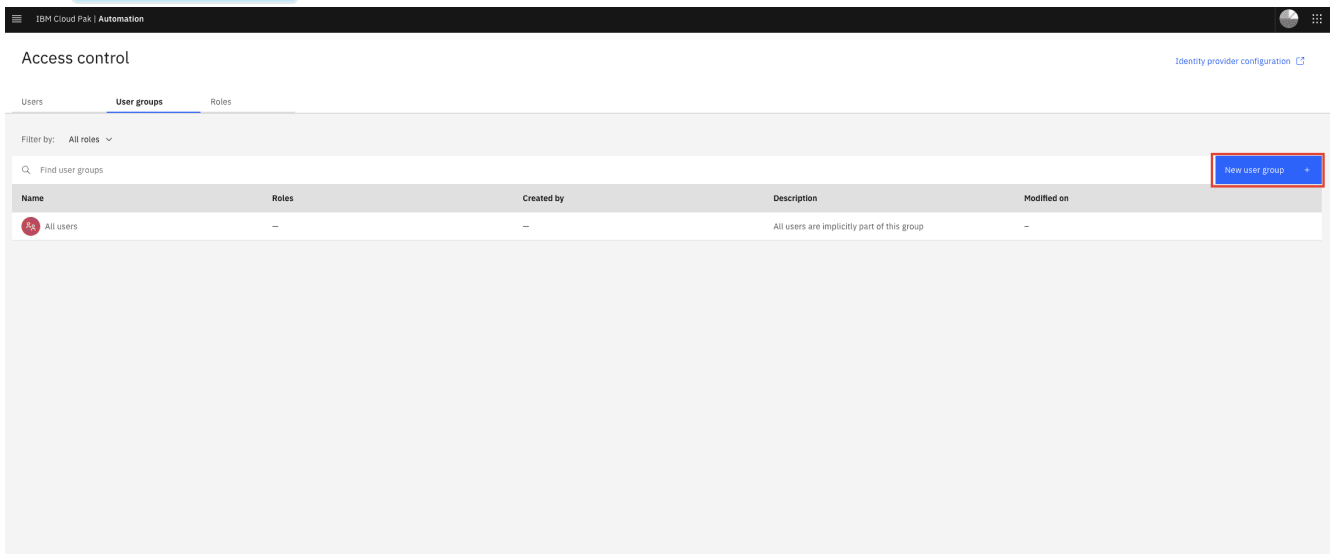 IBM Cloud Pak | Automation
Access control
Identity provider configuration
Users User groups Roles
Filter by: All roles
Find user groups
New user group +
Name Roles Created by Description Modified on
All users — — All users are implicitly part of this group –